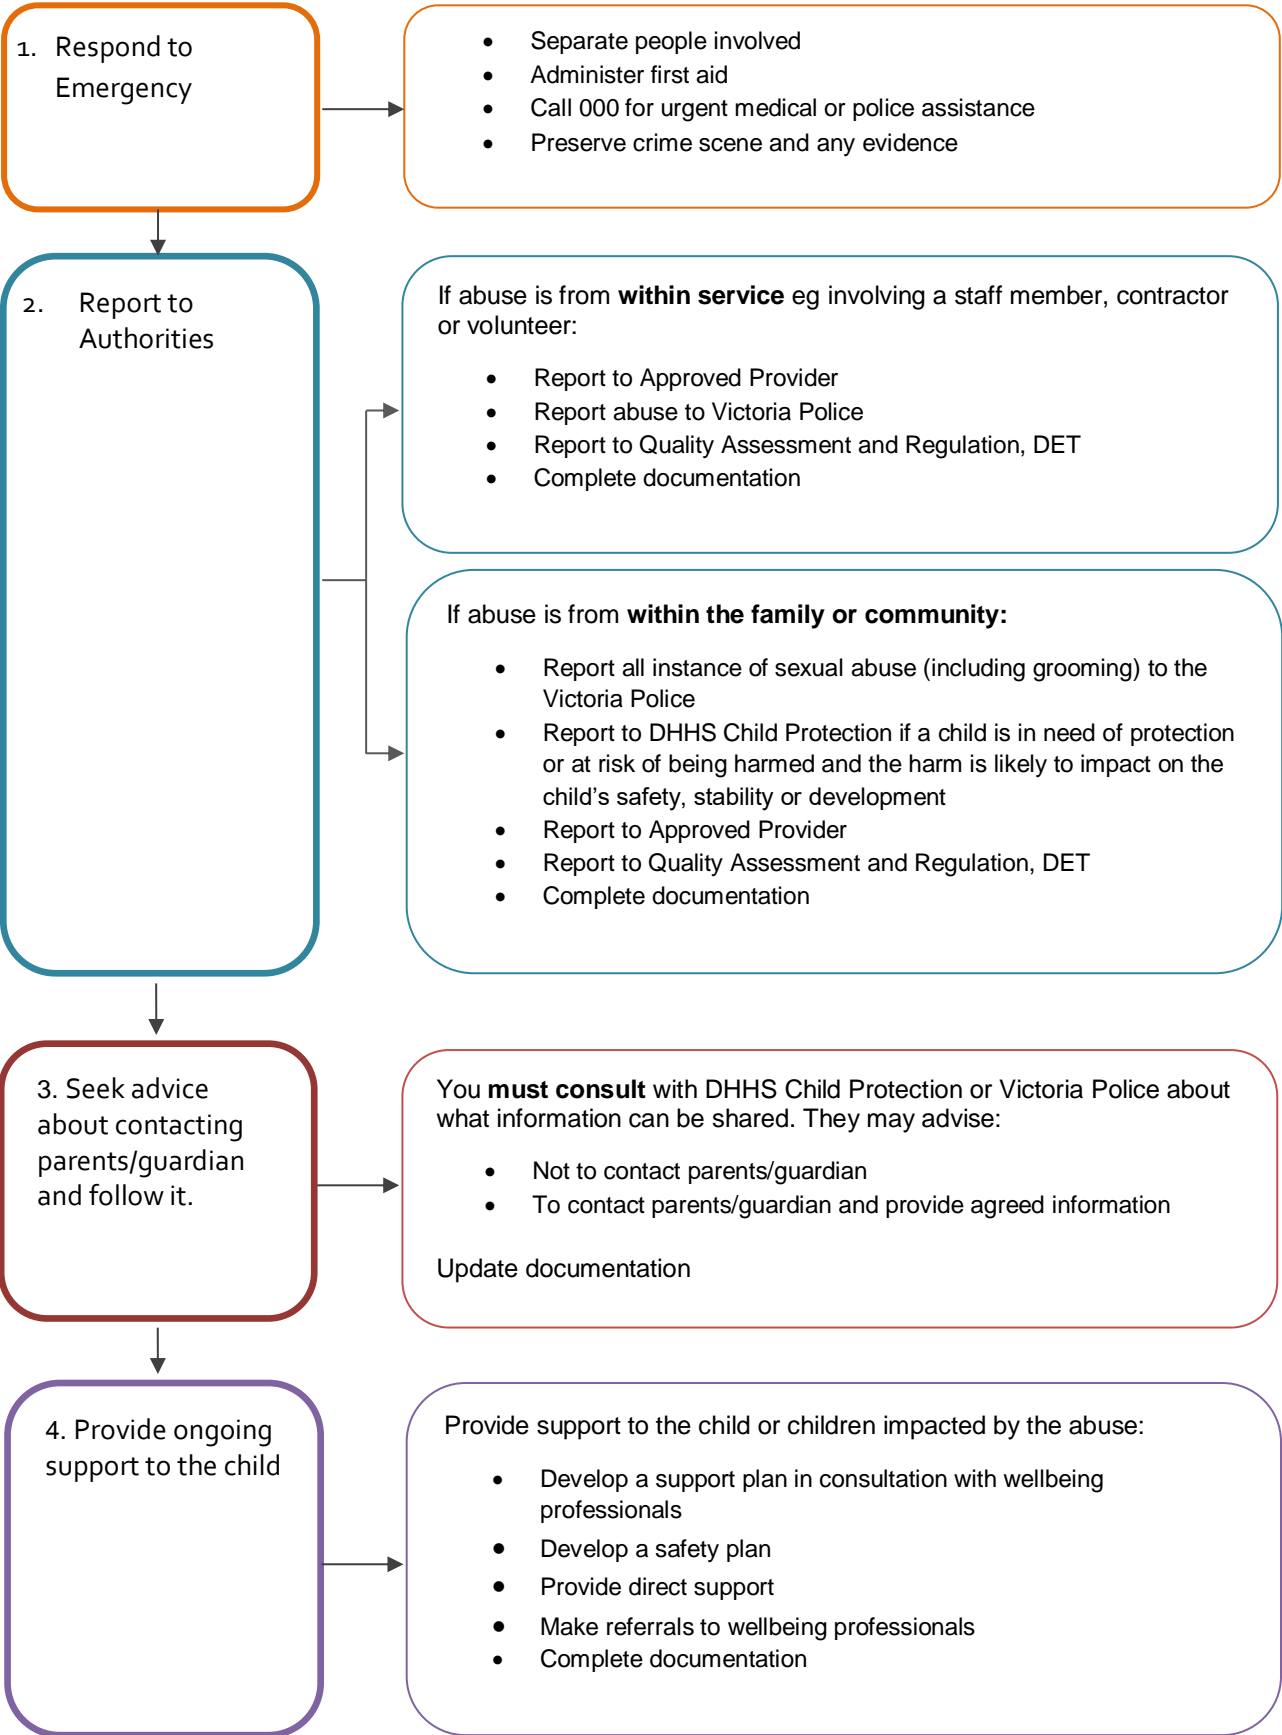 1. Respond to
Emergency
• Separate people involved
• Administer first aid
• Call 000 for urgent medical or police assistance
• Preserve crime scene and any evidence
2. Report to
Authorities
If abuse is from within service eg involving a staff member, contractor
or volunteer:
• Report to Approved Provider
• Report abuse to Victoria Police
• Report to Quality Assessment and Regulation, DET
• Complete documentation
If abuse is from within the family or community:
• Report all instance of sexual abuse (including grooming) to the
Victoria Police
• Report to DHHS Child Protection if a child is in need of protection
or at risk of being harmed and the harm is likely to impact on the
child’s safety, stability or development
• Report to Approved Provider
• Report to Quality Assessment and Regulation, DET
• Complete documentation
3. Seek advice
about contacting
parents/guardian
and follow it.
You must consult with DHHS Child Protection or Victoria Police about
what information can be shared. They may advise:
• Not to contact parents/guardian
• To contact parents/guardian and provide agreed information
Update documentation
4. Provide ongoing
support to the child
Provide support to the child or children impacted by the abuse:
• Develop a support plan in consultation with wellbeing
professionals
• Develop a safety plan
• Provide direct support
• Make referrals to wellbeing professionals
• Complete documentation